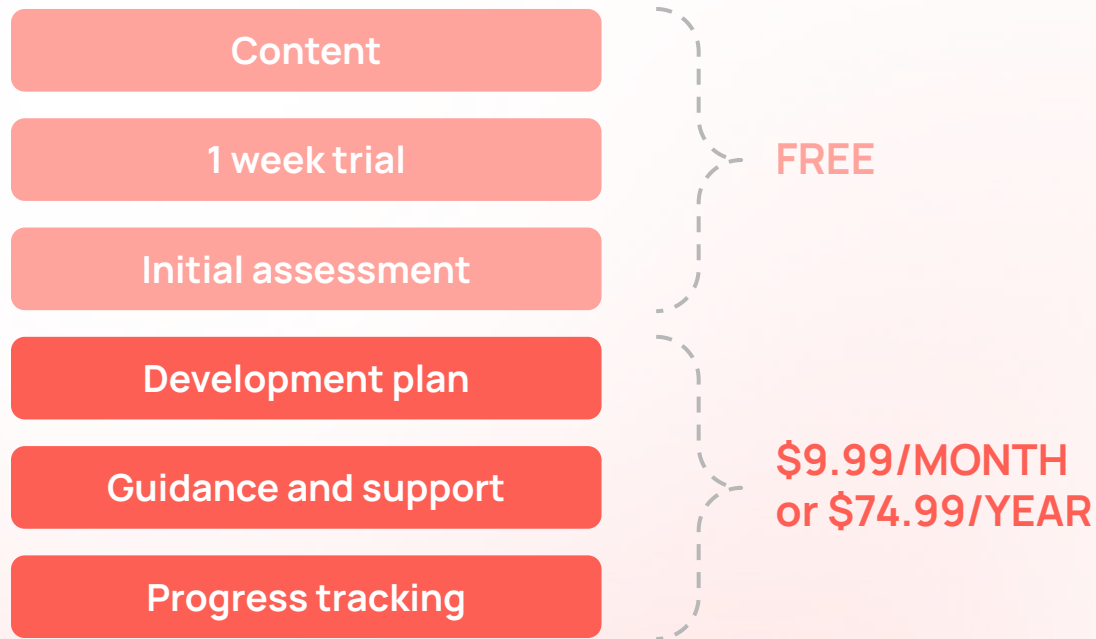 Content
1 week trial
FREE
Initial assessment
Development plan
Guidance and support
$9.99/MONTH
or $74.99/YEAR
Progress tracking